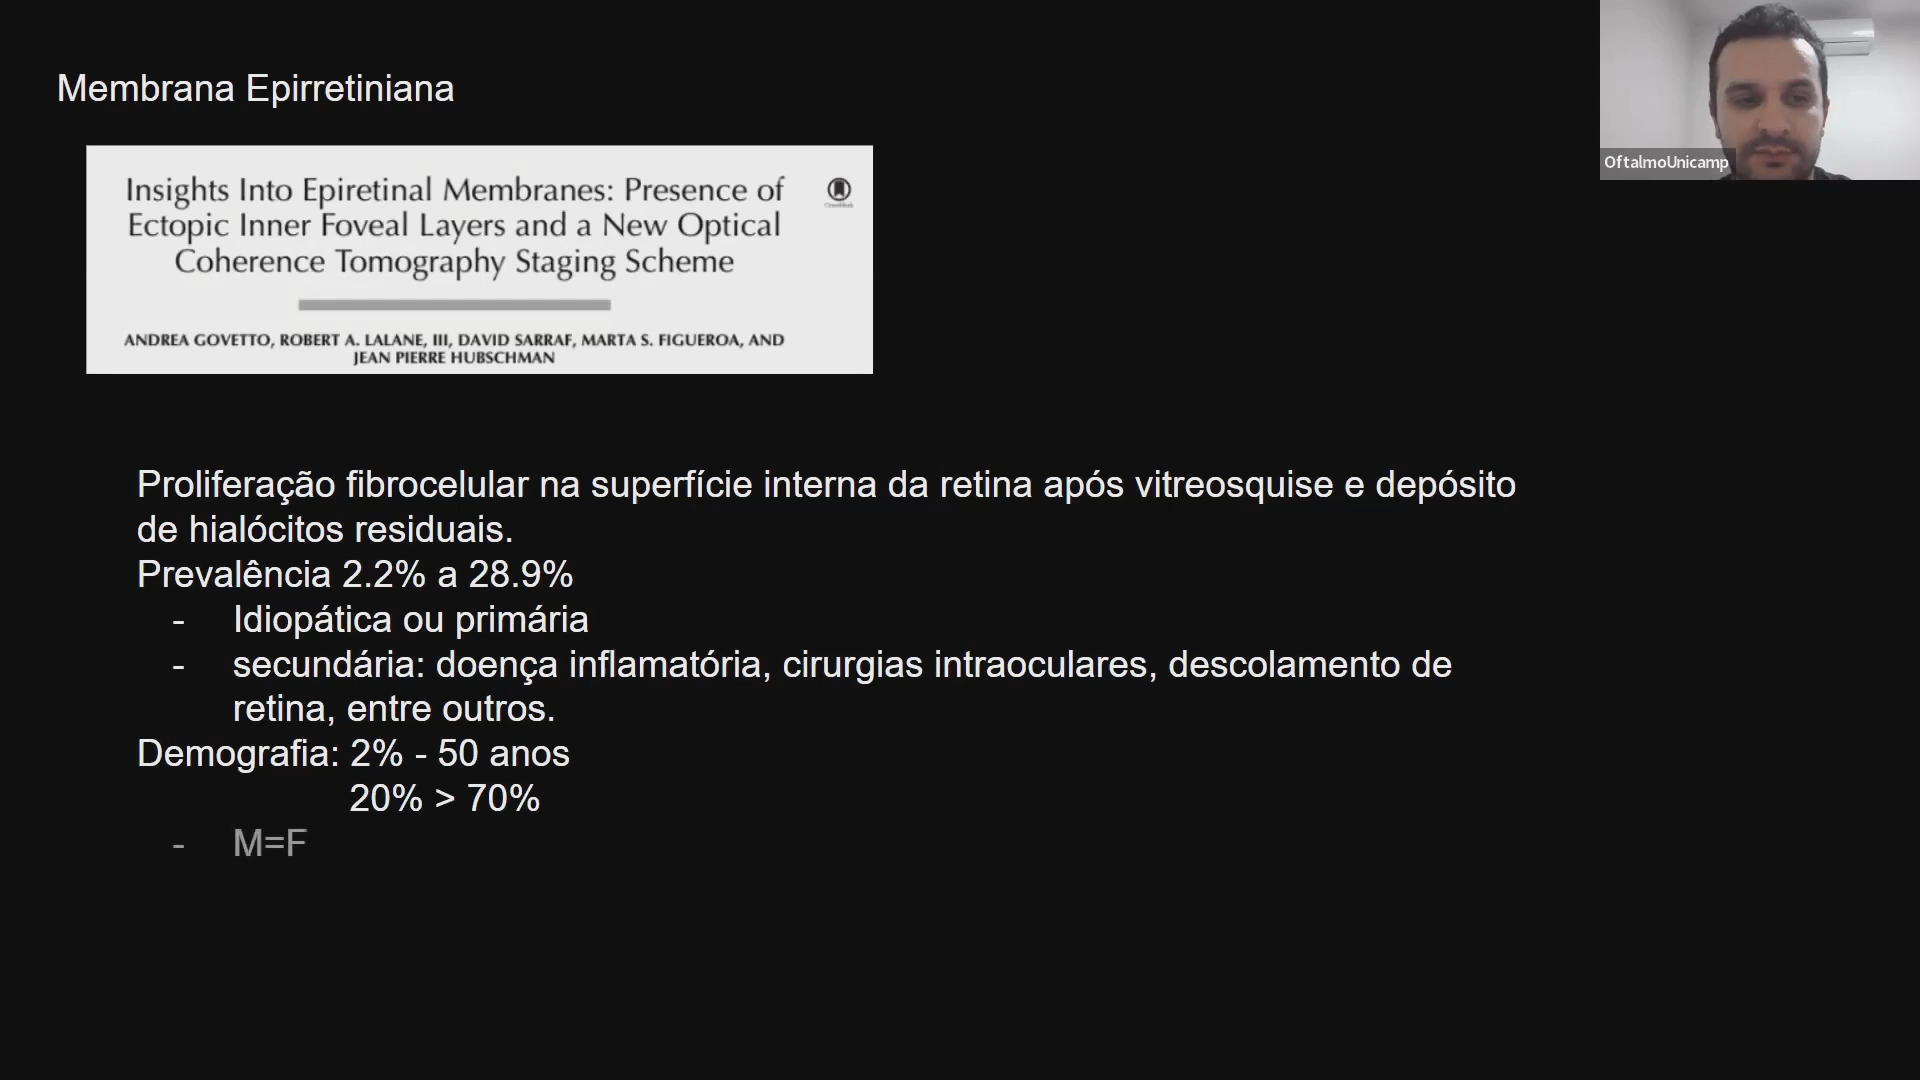 Membrana Epirretiniana
Insights Into Epiretinal Membranes: Presence of
Ectopic Inner Foveal Layers and a New Optical
Coherence Tomography Staging Scheme
ANDREA GOVETTO, ROBERT A. LALANE, III, DAVID SARRAF, MARTA S. FIGUEROA, AND
JEAN PIERRE HUBSCHMAN
OftalmoUnicamp
Proliferação fibrocelular na superfície interna da retina após vitreosquise e depósito
de hialócitos residuais.
Prevalência 2.2% a 28.9%
- Idiopática ou primária
- secundária: doença inflamatória, cirurgias intraoculares, descolamento de
retina, entre outros.
Demografia: 2% - 50 anos
20% > 70%
- M=F